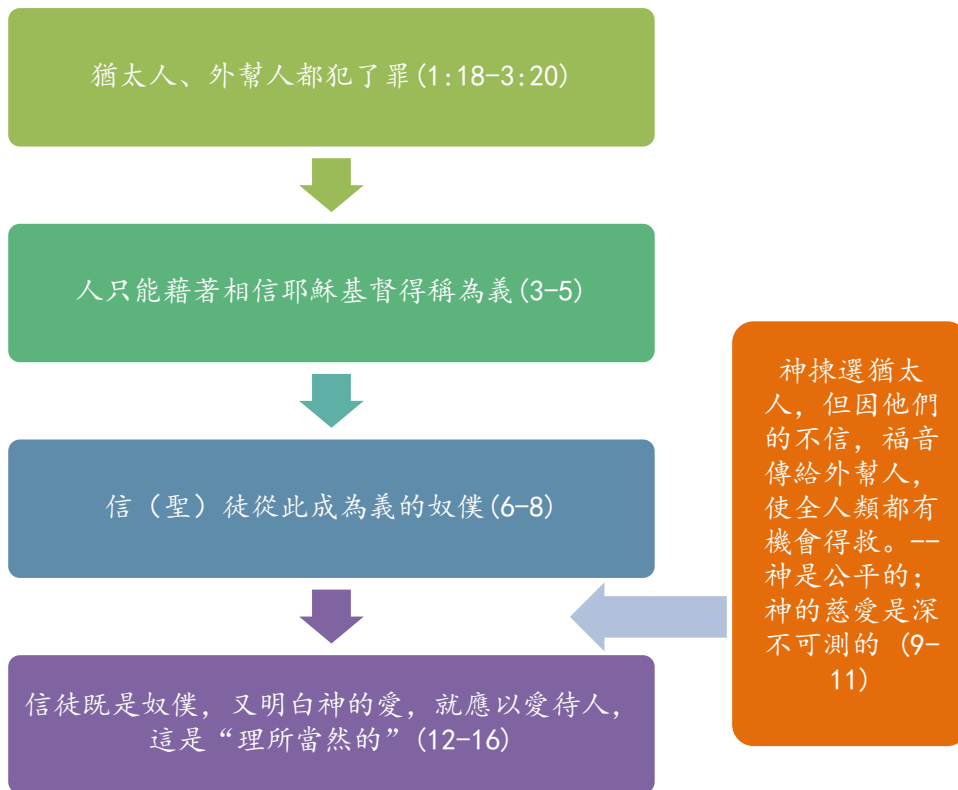 猶太人、外幫人都犯了罪(1:18-3:20)
人只能藉著相信耶穌基督得稱為義(3-5)
信（聖）徒從此成為義的奴僕(6-8)
神揀選猶太
人，但因他們
的不信，福音
傳給外幫人，
使全人類都有
機會得救。--
神是公平的；
神的慈愛是深
不可測的 (9-
11)
信徒既是奴僕，又明白神的愛，就應以愛待人，
這是“理所當然的”(12-16)